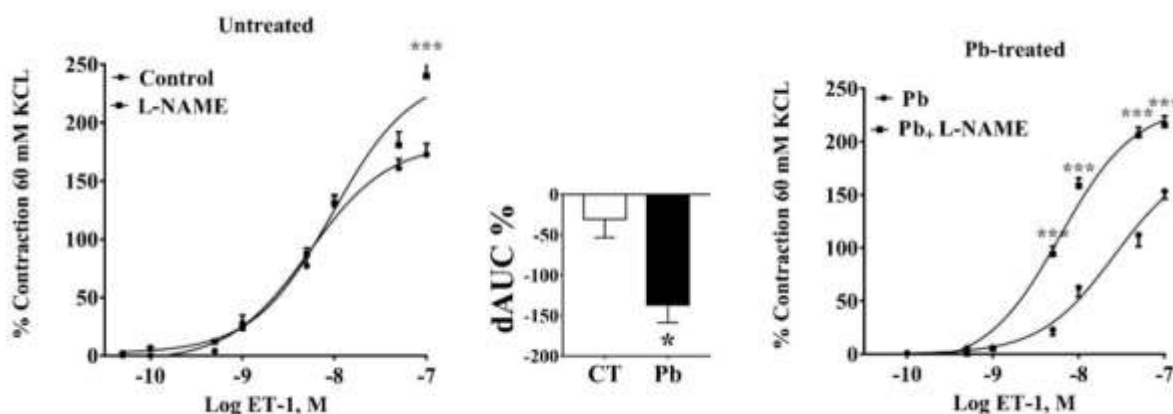 Untreated
% Contraction 60 mM KCL
250
200
150
100
50
0
Control
L-NAME
***
-10
-9
-8
-7
Log ET-1, M
dAUC %
0
-50
-100
-150
-200
*
CT
Pb
Pb-treated
% Contraction 60 mM KCL
250
200
150
100
50
0
Pb
Pb+ L-NAME
***
***
***
***
-10
-9
-8
-7
Log ET-1, M